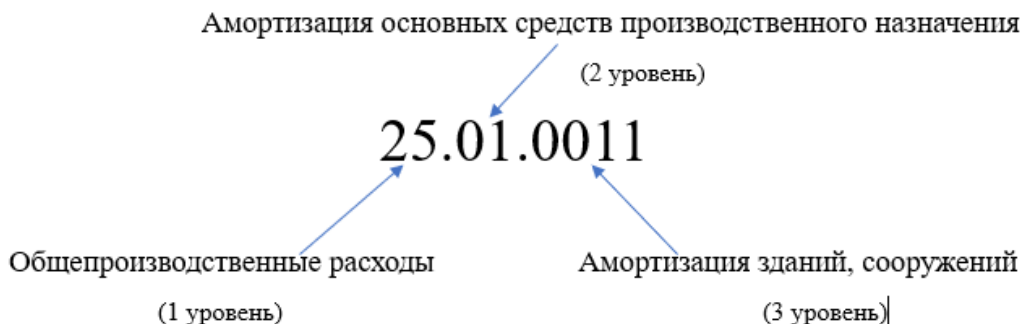 Амортизация основных средств производственного назначения
(2 уровень)
25.01.0011
Общепроизводственные расходы
(1 уровень)
Амортизация зданий, сооружений
(3 уровень)